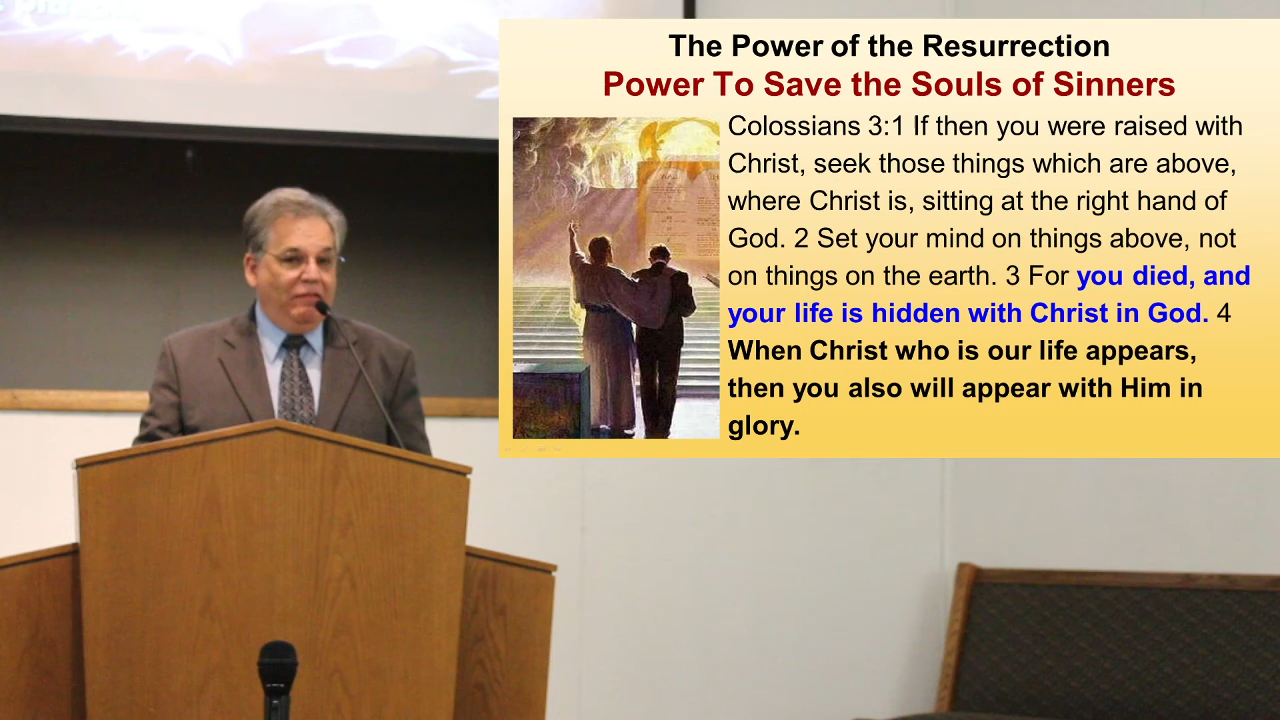 The Power of the Resurrection
Power To Save the Souls of Sinners
Colossians 3:1 If then you were raised with
Christ, seek those things which are above,
where Christ is, sitting at the right hand of
God. 2 Set your mind on things above, not
on things on the earth. 3 For you died, and
your life is hidden with Christ in God. 4
When Christ who is our life appears,
then you also will appear with Him in
glory.